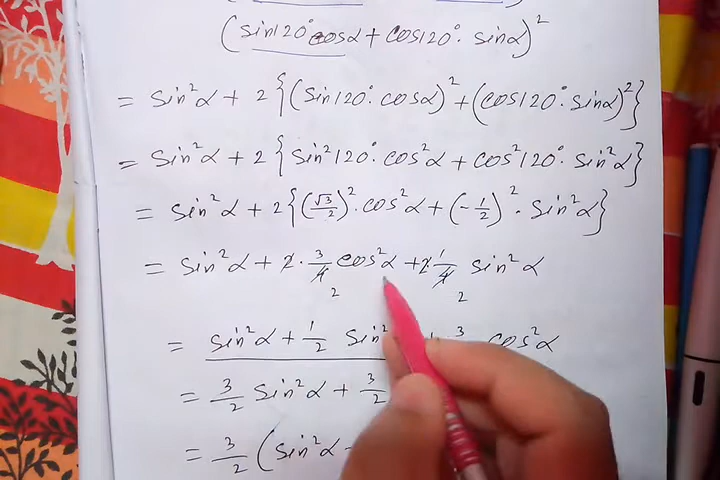 (sin120° cosα + cos120°. sinα)²
= sin²α + 2 {(sin120°. cosα)² + (cos120°. sinα)²}
= sin²α + 2 {sin²120°. cos²α + cos²120°. sin²α}
= sin²α + 2{(√3/2)². cos²α + (-1/2)². sin²α}
= sin²α + 2. 3/4 cos²α + 2 1/4 sin²α
2 2
= sin²α + 1/2 sin² + 3 cos²α
= 3/2 sin²α + 3/2
= 3/2 (sin²α